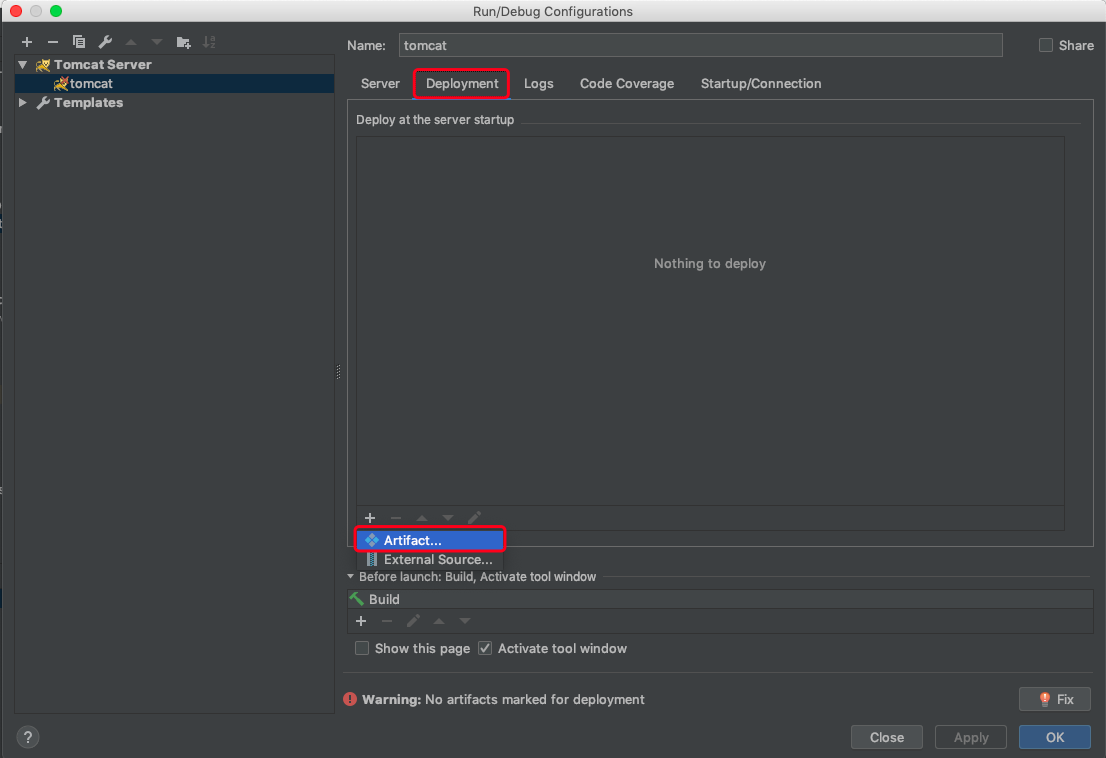 Run/Debug Configurations
Name: tomcat Share
Tomcat Server
tomcat
Templates
Server Deployment Logs Code Coverage Startup/Connection
Deploy at the server startup
Nothing to deploy
Artifact...
External Source...
Before launch: Build, Activate tool window
Build
Show this page Activate tool window
Warning: No artifacts marked for deployment
Fix
? Close Apply OK